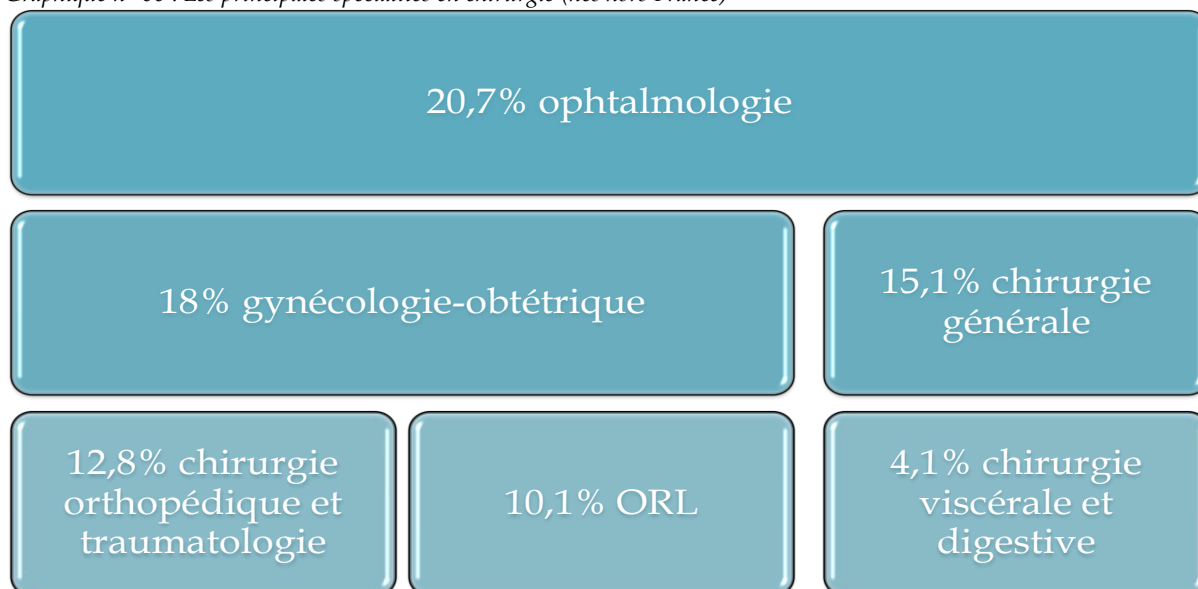 20,7% ophtalmologie
18% gynécologie-obtétrique
15,1% chirurgie
générale
12,8% chirurgie
orthopédique et
traumatologie
10,1% ORL
4,1% chirurgie
viscérale et
digestive